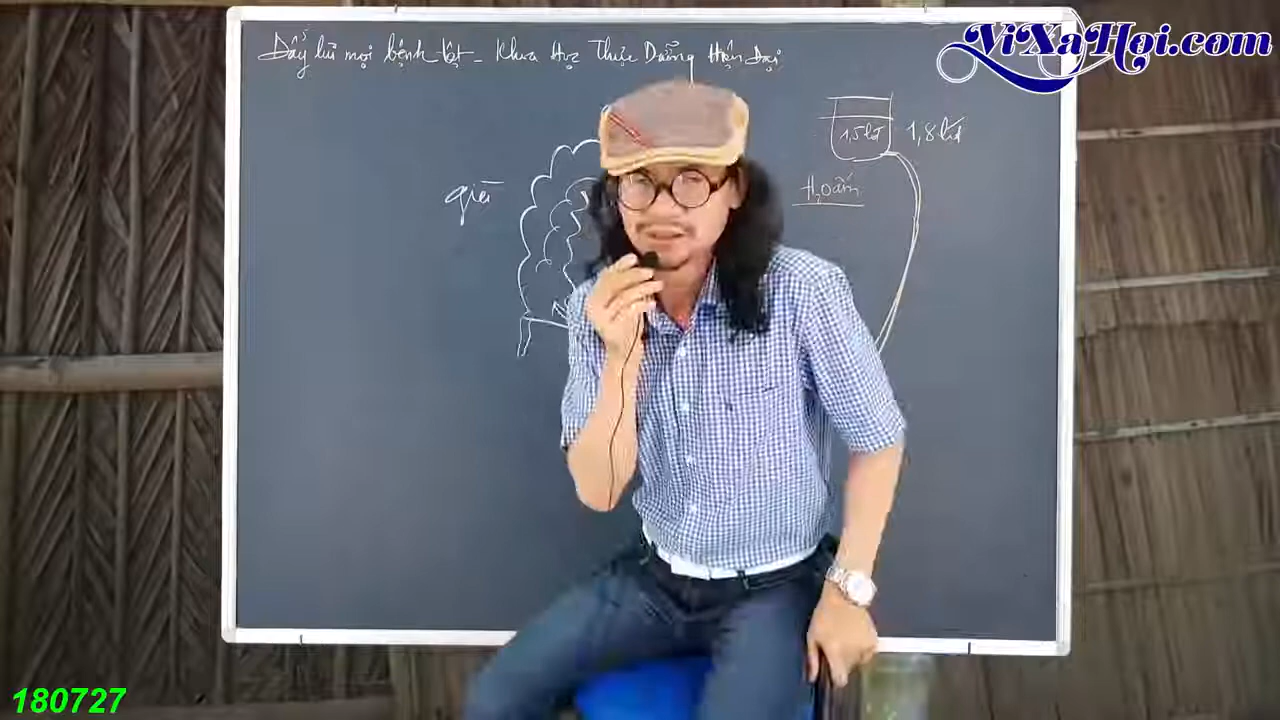 ViXaHoi.com
Đẩy lùi mọi bệnh tật - Khoa Học Thực Dưỡng Hiện Đại
1,5 lít 1,8 lít
già
H₂O ấm
180727